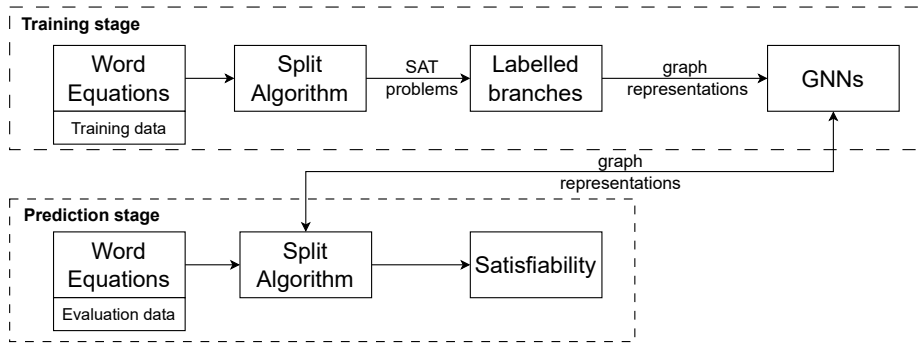 Training stage
Word
Equations
Training data
Split
Algorithm
SAT
problems
Labelled
branches
graph
representations
GNNs
graph
representations
Prediction stage
Word
Equations
Evaluation data
Split
Algorithm
Satisfiability